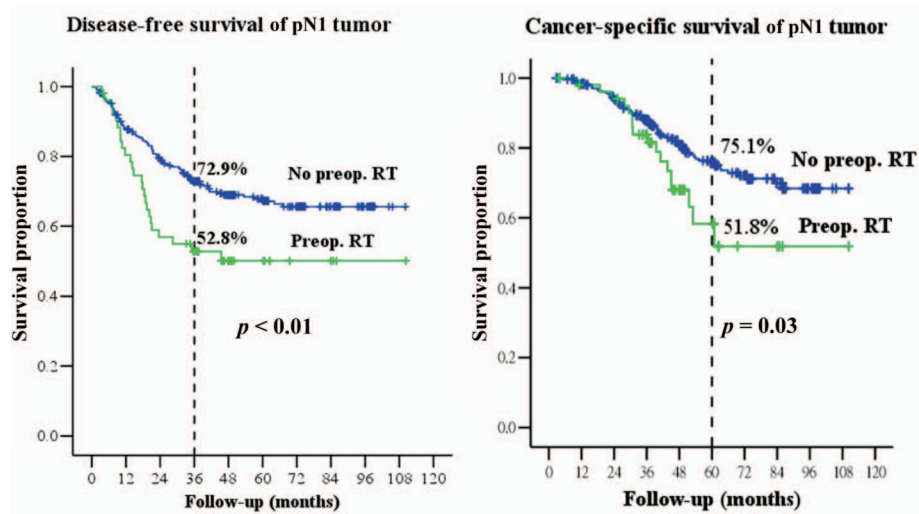 Disease-free survival of pN1 tumor
Survival proportion
1.0
0.8
0.6
0.4
0.2
0.0
72.9%
No preop. RT
52.8%
Preop. RT
p < 0.01
0 12 24 36 48 60 72 84 96 108 120
Follow-up (months)
Cancer-specific survival of pN1 tumor
Survival proportion
1.0
0.8
0.6
0.4
0.2
0.0
75.1%
No preop. RT
51.8%
Preop. RT
p = 0.03
0 12 24 36 48 60 72 84 96 108 120
Follow-up (months)